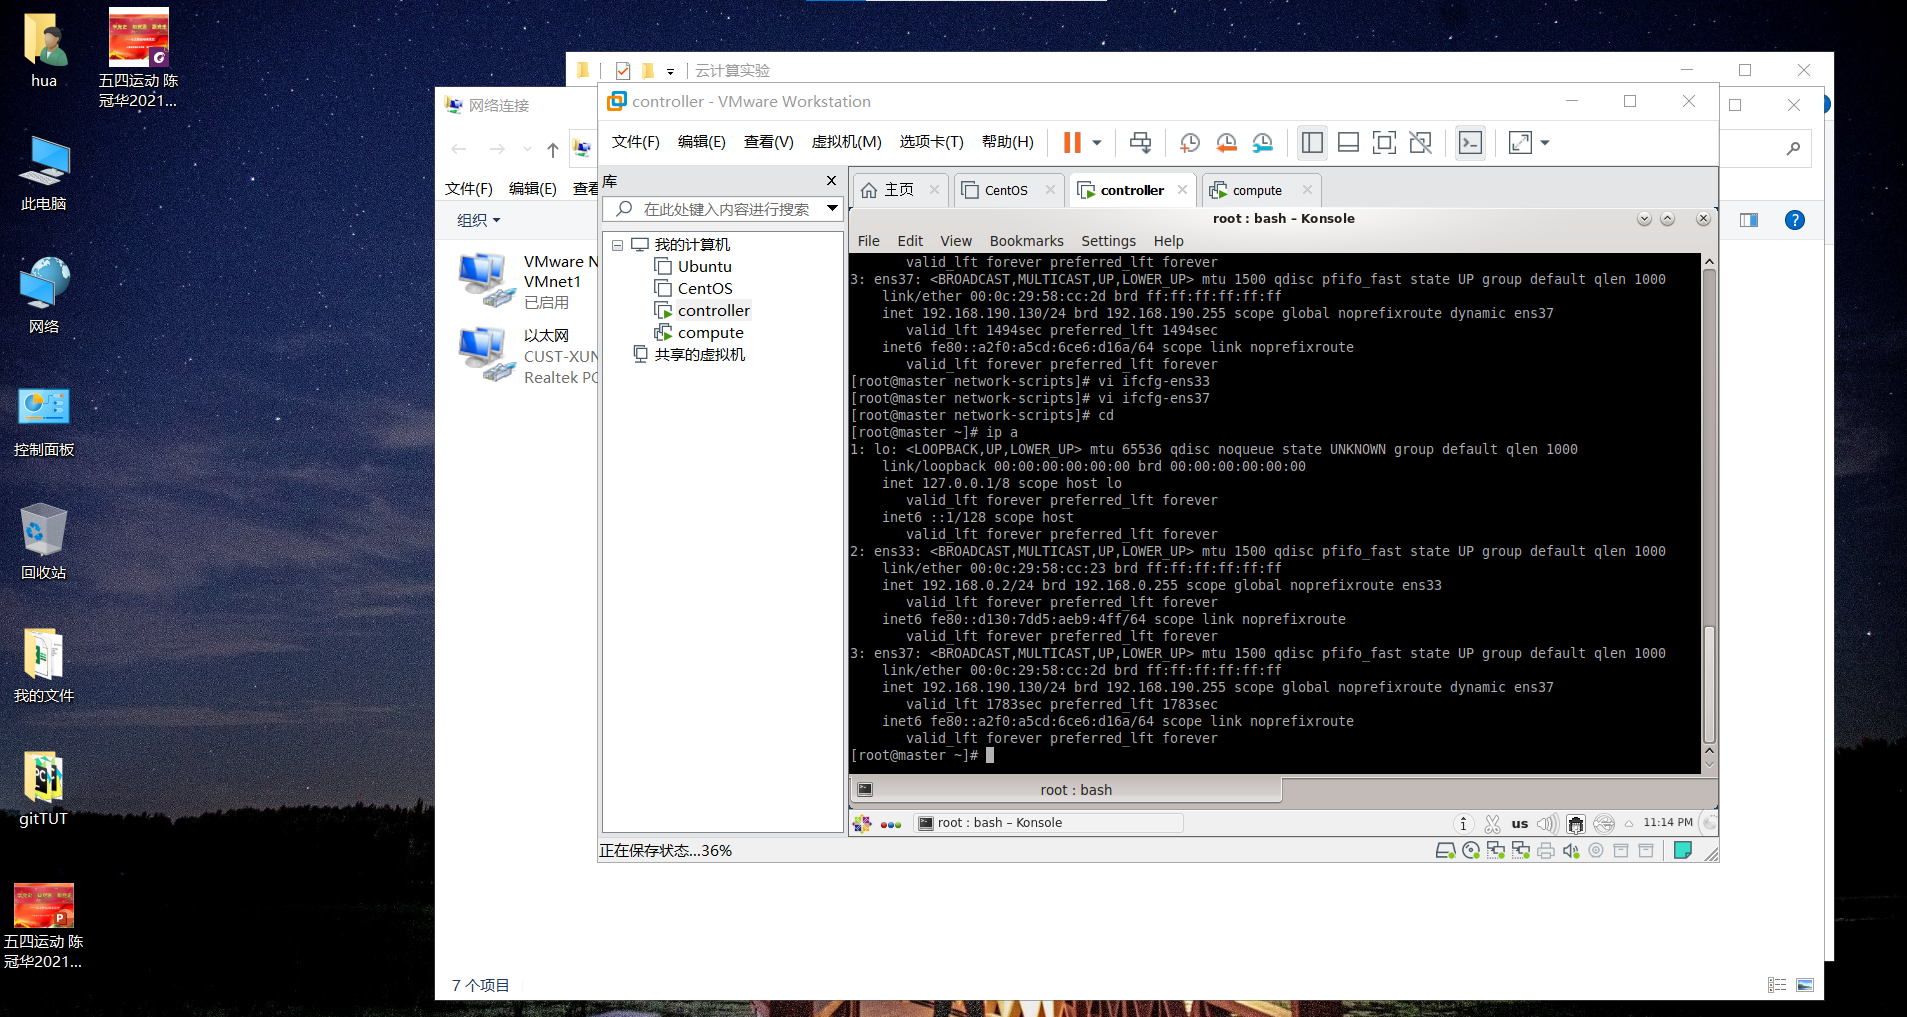 hua
五四运动 陈
冠华2021...
此电脑
网络
控制面板
回收站
我的文件
gitTUT
五四运动 陈
冠华2021...
云计算实验
网络连接
文件(F) 编辑(E) 查看
组织
VMware N
VMnet1
已启用
以太网
CUST-XUN
Realtek PC
7 个项目
controller - VMware Workstation
文件(F) 编辑(E) 查看(V) 虚拟机(M) 选项卡(T) 帮助(H)
库
在此处键入内容进行搜索
我的计算机
Ubuntu
CentOS
controller
compute
共享的虚拟机
主页 CentOS controller compute
root : bash – Konsole
File Edit View Bookmarks Settings Help
valid_lft forever preferred_lft forever
3: ens37: <BROADCAST,MULTICAST,UP,LOWER_UP> mtu 1500 qdisc pfifo_fast state UP group default qlen 1000
link/ether 00:0c:29:58:cc:2d brd ff:ff:ff:ff:ff:ff
inet 192.168.190.130/24 brd 192.168.190.255 scope global noprefixroute dynamic ens37
valid_lft 1494sec preferred_lft 1494sec
inet6 fe80::a2f0:a5cd:6ce6:d16a/64 scope link noprefixroute
valid_lft forever preferred_lft forever
[root@master network-scripts]# vi ifcfg-ens33
[root@master network-scripts]# vi ifcfg-ens37
[root@master network-scripts]# cd
[root@master ~]# ip a
1: lo: <LOOPBACK,UP,LOWER_UP> mtu 65536 qdisc noqueue state UNKNOWN group default qlen 1000
link/loopback 00:00:00:00:00:00 brd 00:00:00:00:00:00
inet 127.0.0.1/8 scope host lo
valid_lft forever preferred_lft forever
inet6 ::1/128 scope host
valid_lft forever preferred_lft forever
2: ens33: <BROADCAST,MULTICAST,UP,LOWER_UP> mtu 1500 qdisc pfifo_fast state UP group default qlen 1000
link/ether 00:0c:29:58:cc:23 brd ff:ff:ff:ff:ff:ff
inet 192.168.0.2/24 brd 192.168.0.255 scope global noprefixroute ens33
valid_lft forever preferred_lft forever
inet6 fe80::d130:7dd5:aeb9:4ff/64 scope link noprefixroute
valid_lft forever preferred_lft forever
3: ens37: <BROADCAST,MULTICAST,UP,LOWER_UP> mtu 1500 qdisc pfifo_fast state UP group default qlen 1000
link/ether 00:0c:29:58:cc:2d brd ff:ff:ff:ff:ff:ff
inet 192.168.190.130/24 brd 192.168.190.255 scope global noprefixroute dynamic ens37
valid_lft 1783sec preferred_lft 1783sec
inet6 fe80::a2f0:a5cd:6ce6:d16a/64 scope link noprefixroute
valid_lft forever preferred_lft forever
[root@master ~]#
root : bash
root : bash – Konsole
us
11:14 PM
正在保存状态...36%